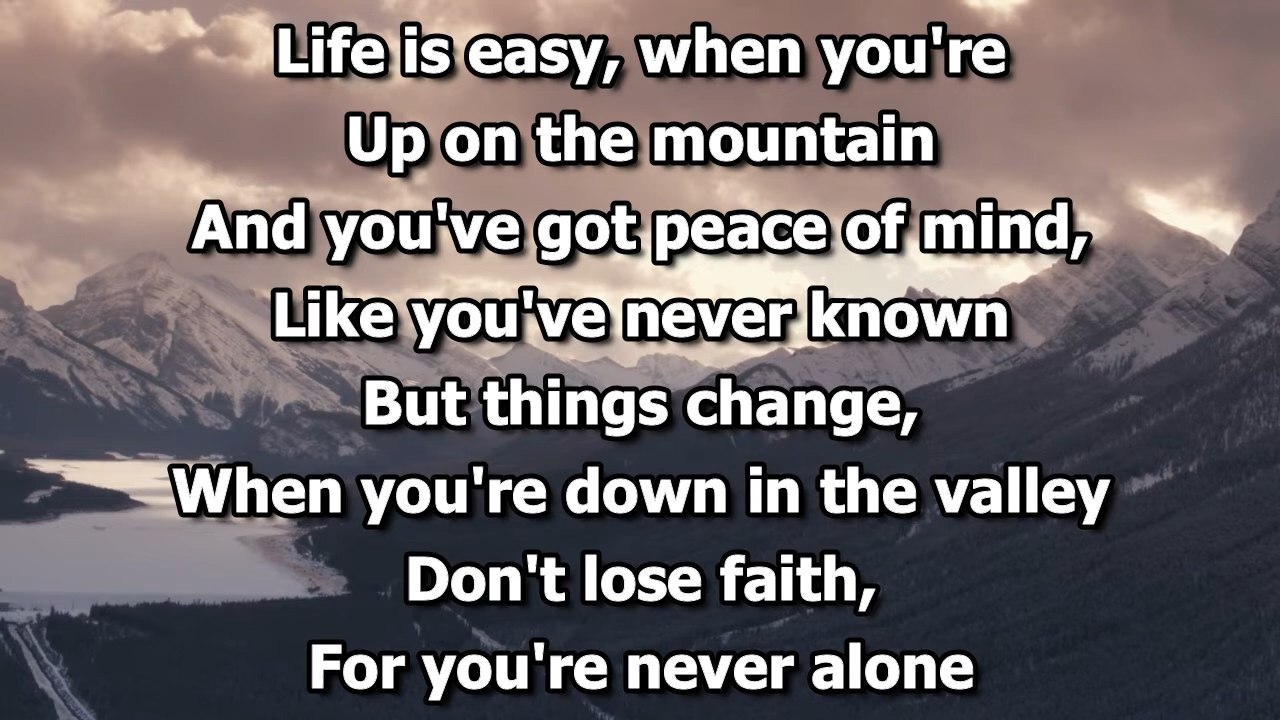 Life is easy, when you're
Up on the mountain
And you've got peace of mind,
Like you've never known
But things change,
When you're down in the valley
Don't lose faith,
For you're never alone